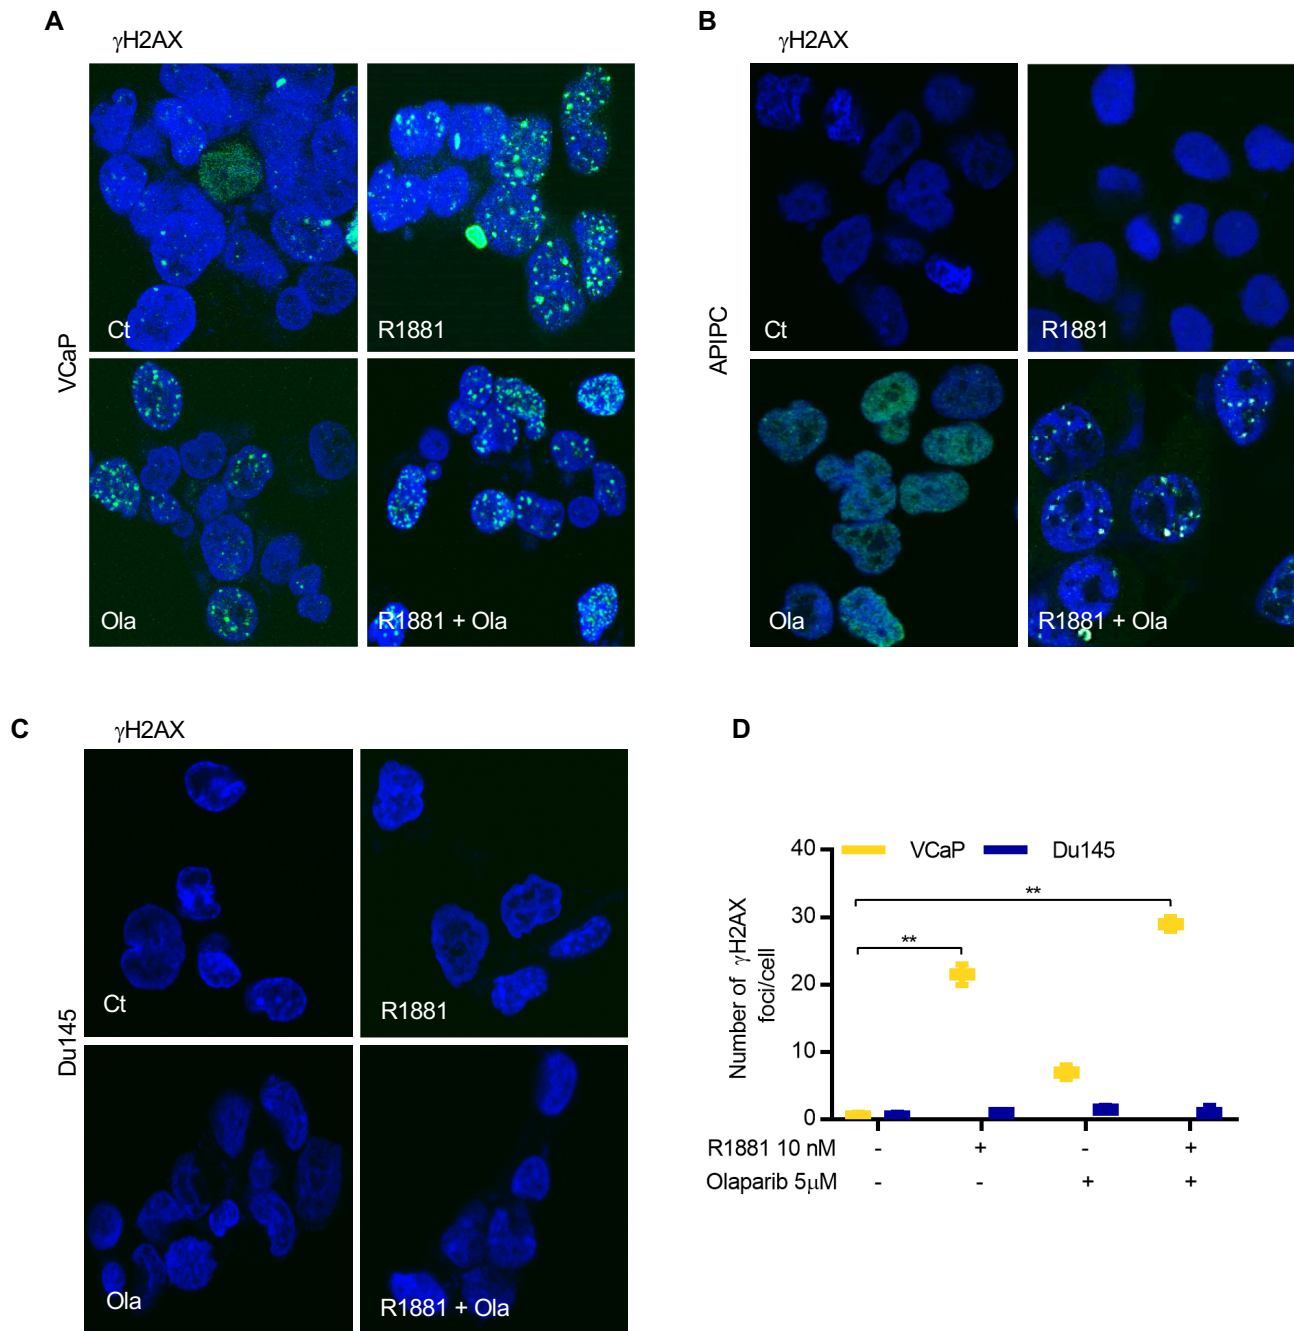 A
γH2AX
VCaP
Ct
R1881
Ola
R1881 + Ola
B
γH2AX
APIPC
Ct
R1881
Ola
R1881 + Ola
C
γH2AX
Du145
Ct
R1881
Ola
R1881 + Ola
D
VCaP
Du145
Number of γH2AX
foci/cell
40
30
20
10
0
**
**
R1881 10 nM - + - +
Olaparib 5μM - - + +